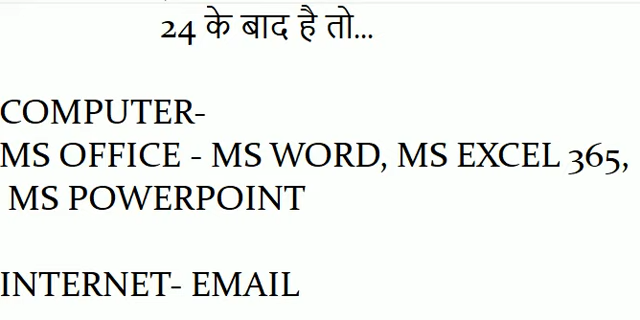 24 के बाद है तो...
COMPUTER-
MS OFFICE - MS WORD, MS EXCEL 365,
MS POWERPOINT
INTERNET- EMAIL